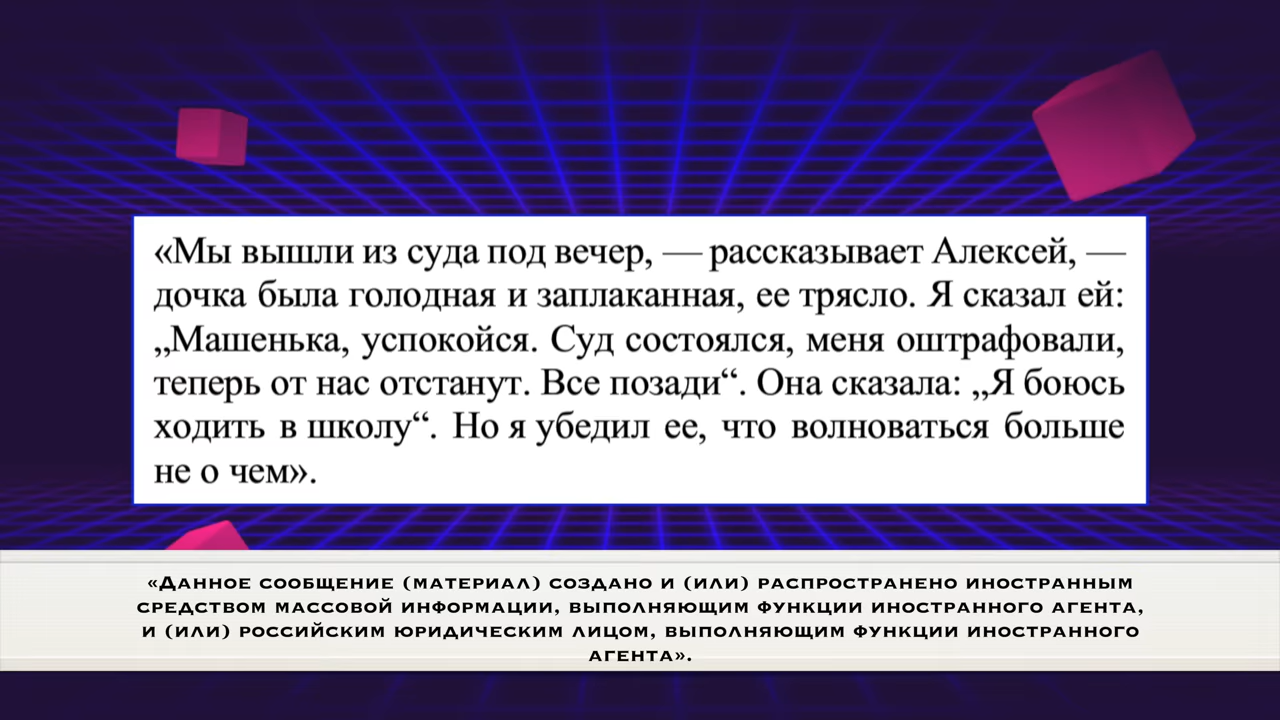 «Мы вышли из суда под вечер, — рассказывает Алексей, —
дочка была голодная и заплаканная, ее трясло. Я сказал ей:
„Машенька, успокойся. Суд состоялся, меня оштрафовали,
теперь от нас отстанут. Все позади“. Она сказала: „Я боюсь
ходить в школу“. Но я убедил ее, что волноваться больше
не о чем».
«Данное сообщение (материал) создано и (или) распространено иностранным
средством массовой информации, выполняющим функции иностранного агента,
и (или) российским юридическим лицом, выполняющим функции иностранного
агента».